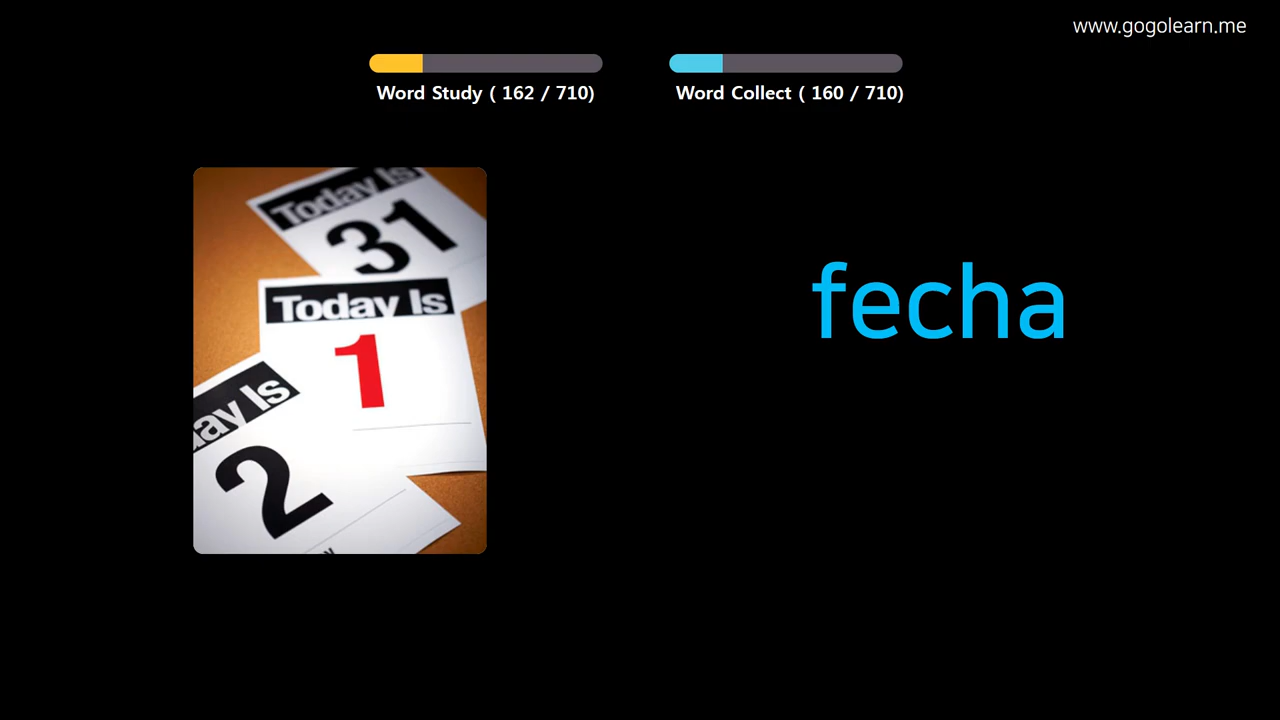 www.gogolearn.me
Word Study ( 162 / 710)
Word Collect ( 160 / 710)
Today Is
31
Today Is
1
ay Is
2
fecha